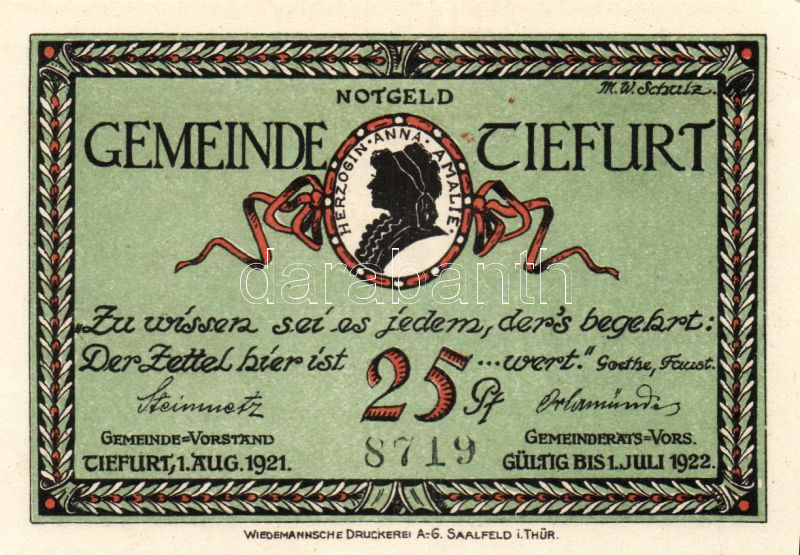 M. W. Schulz.
NOTGELD
GEMEINDE TIEFURT
HERZOGIN · ANNA · AMALIE ·
„Zu wissen sei es jedem, der's begehrt:
Der Zettel hier ist 25 Pf ... wert." Goethe, Faust.
Steinmetz Orlamünde
GEMEINDE=VORSTAND 8719 GEMEINDERATS=VORS.
TIEFURT, 1. AUG. 1921. GÜLTIG BIS 1. JULI 1922.
WIEDEMANNSCHE DRUCKEREI A.-G. SAALFELD i. THÜR.
darabanth